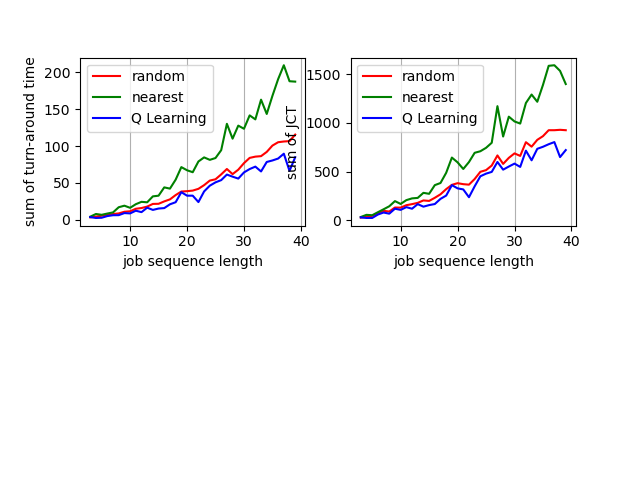 sum of turn-around time
200
150
100
50
0
random
nearest
Q Learning
10
20
30
40
job sequence length
sum of JCT
1500
1000
500
0
random
nearest
Q Learning
10
20
30
40
job sequence length